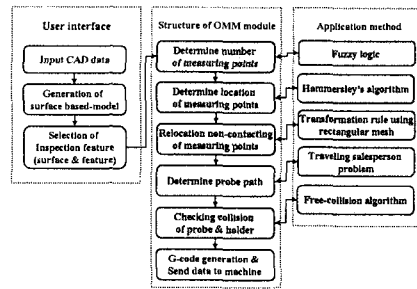 User interface
Input CAD data
Generation of
surface based-model
Selection of
Inspection feature
(surface & feature)
Structure of OMM module
Determine number
of measuring points
Determine location
of measuring points
Relocation non-contacting
of measuring points
Determine probe path
Checking collision
of probe & holder
G-code generation &
Send data to machine
Application method
Fuzzy logic
Hammersley's algorithm
Transformation rule using
rectangular mesh
Traveling salesperson
problem
Free-collision algorithm